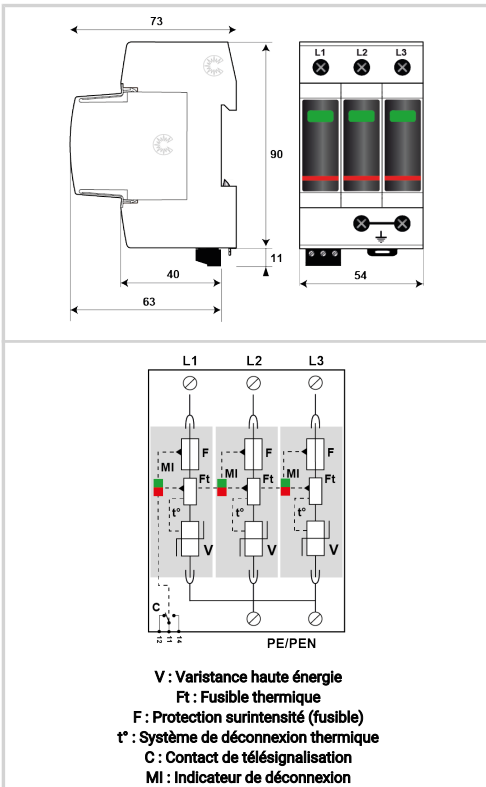 73
L1 L2 L3
90
11
40
54
63
L1 L2 L3
F F F
MI MI MI
Ft Ft Ft
t° t° t°
V V V
C
12 11 14
PE/PEN
V : Varistance haute énergie
Ft : Fusible thermique
F : Protection surintensité (fusible)
t° : Système de déconnexion thermique
C : Contact de télésignalisation
MI : Indicateur de déconnexion